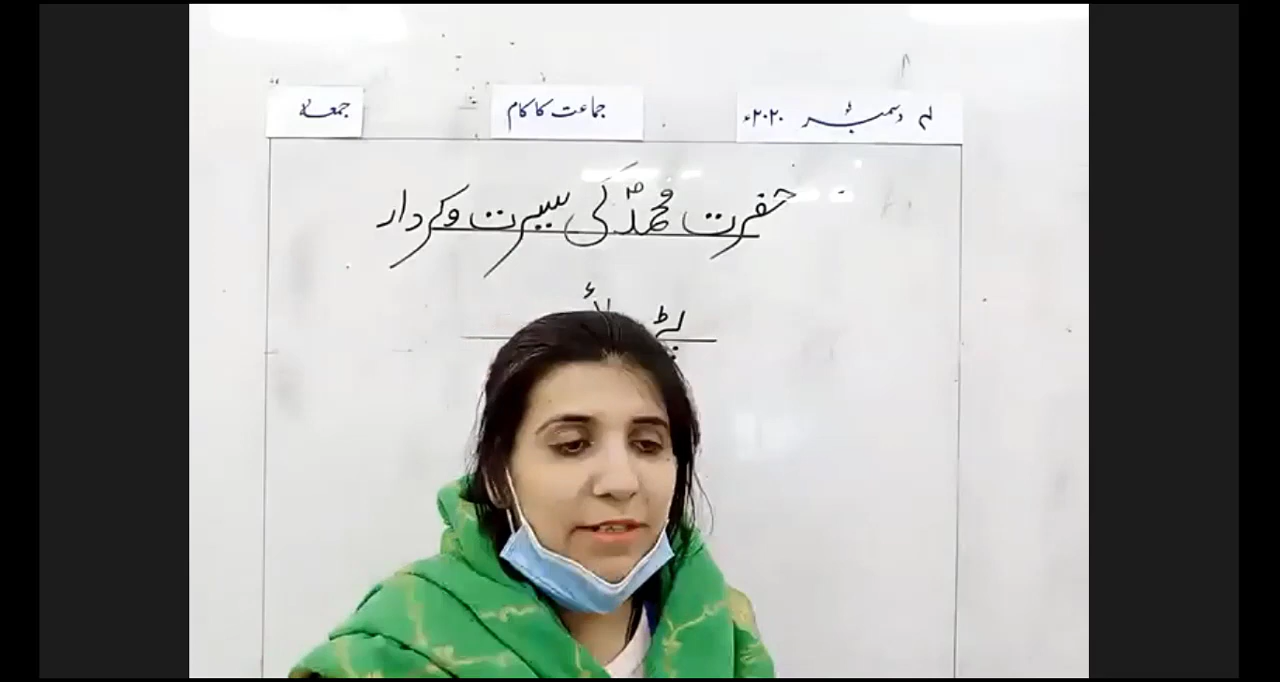 ۴ دسمبر ۲۰۲۰ء جماعت کا کام جمعہ
حضرت محمدؐ کی سیرت و کردار